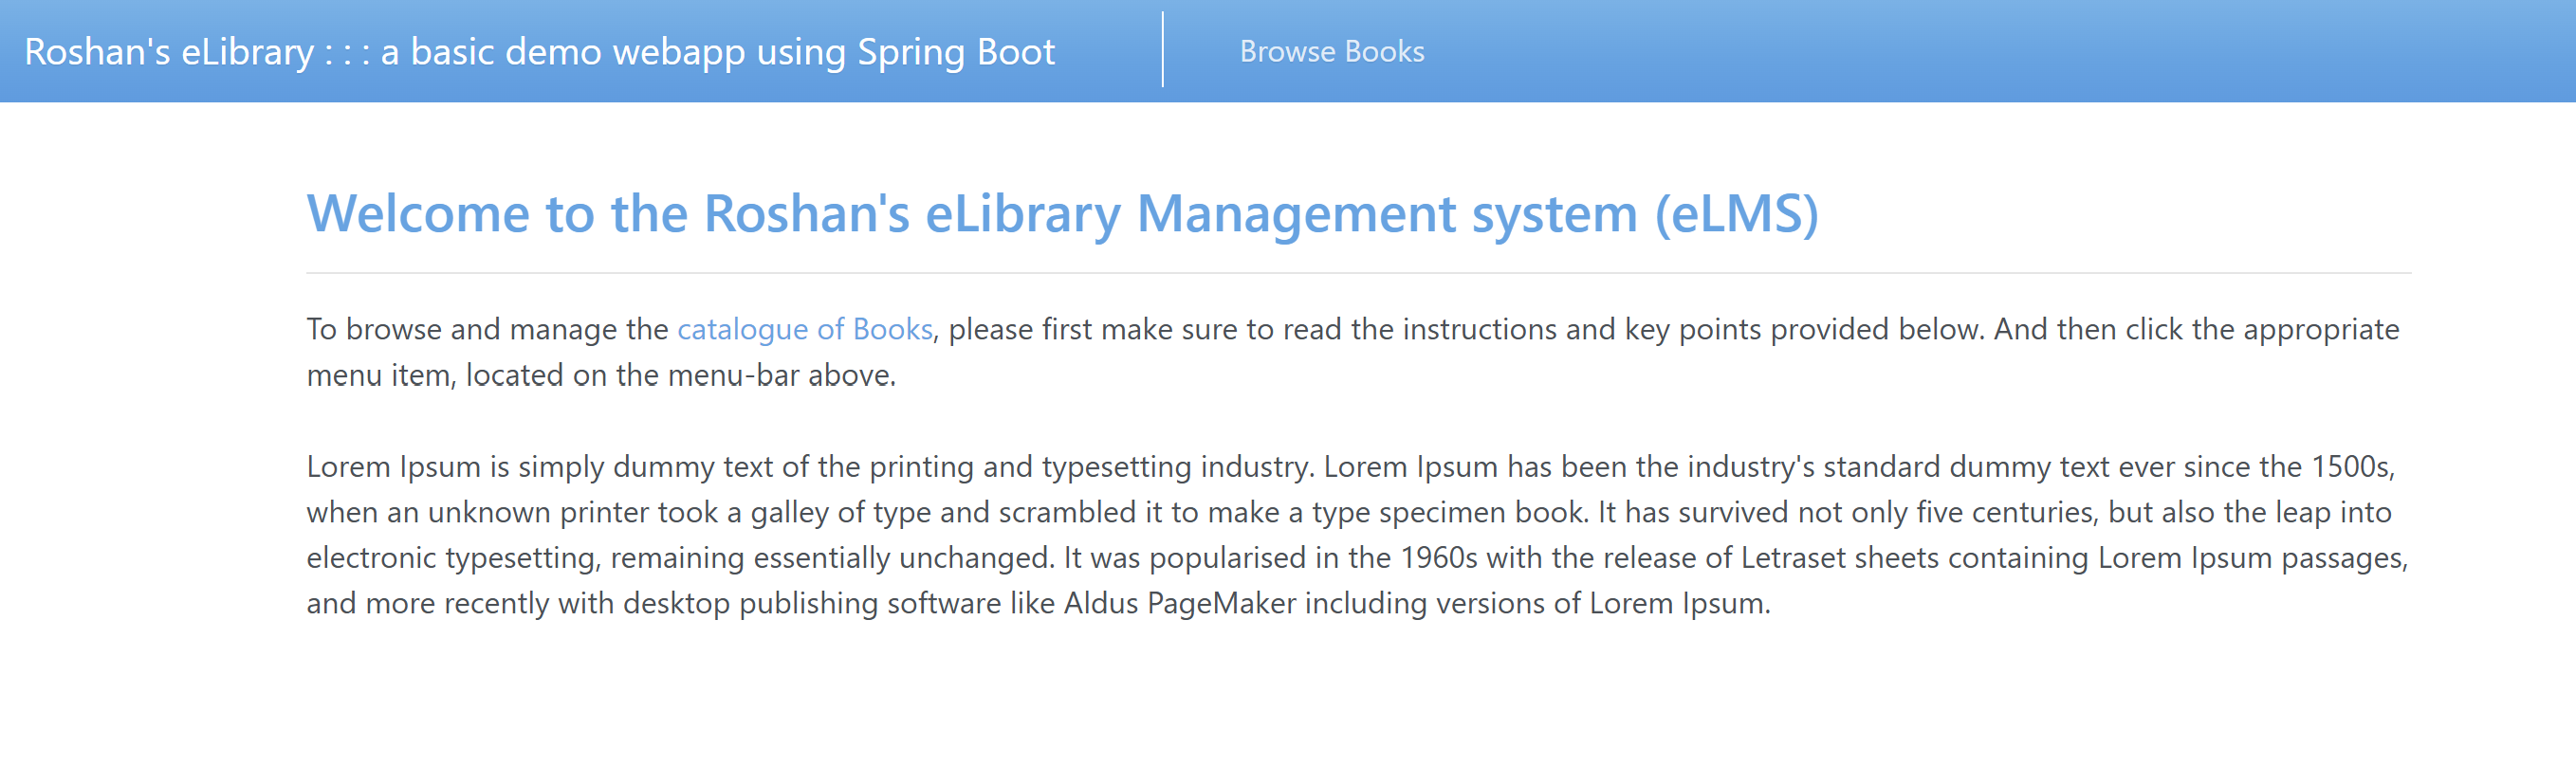 Roshan's eLibrary : : : a basic demo webapp using Spring Boot
Browse Books
Welcome to the Roshan's eLibrary Management system (eLMS)
To browse and manage the catalogue of Books, please first make sure to read the instructions and key points provided below. And then click the appropriate
menu item, located on the menu-bar above.
Lorem Ipsum is simply dummy text of the printing and typesetting industry. Lorem Ipsum has been the industry's standard dummy text ever since the 1500s,
when an unknown printer took a galley of type and scrambled it to make a type specimen book. It has survived not only five centuries, but also the leap into
electronic typesetting, remaining essentially unchanged. It was popularised in the 1960s with the release of Letraset sheets containing Lorem Ipsum passages,
and more recently with desktop publishing software like Aldus PageMaker including versions of Lorem Ipsum.